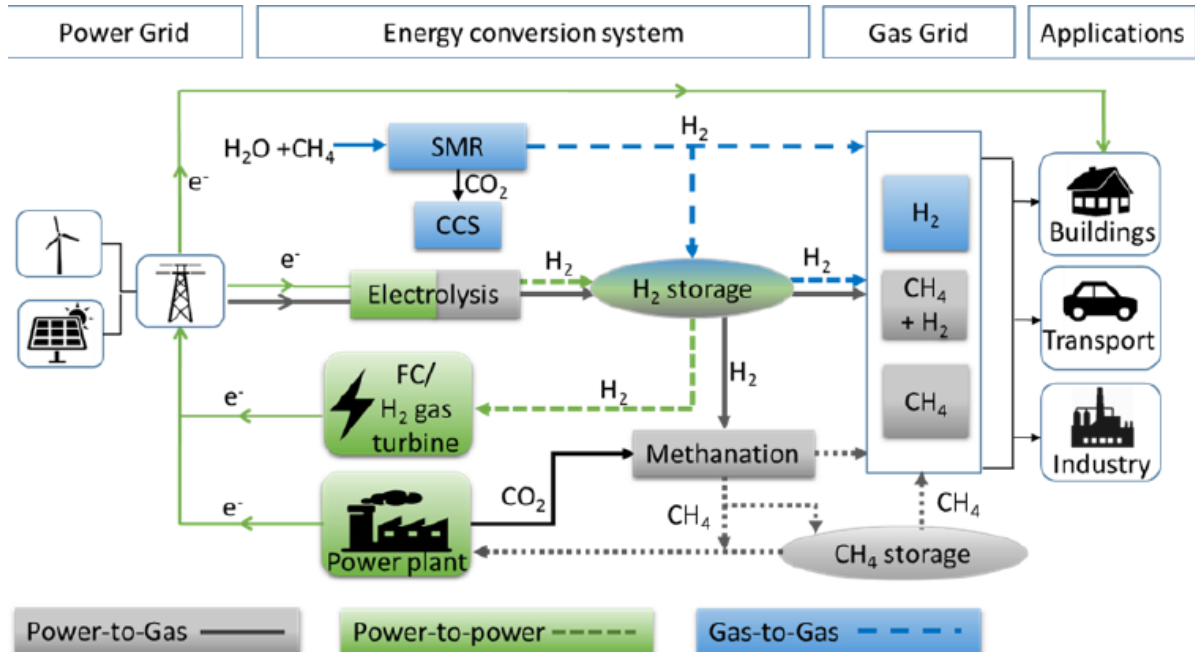 Power Grid
Energy conversion system
Gas Grid
Applications
H₂O +CH₄
SMR
H₂
e⁻
CO₂
CCS
H₂
Buildings
e⁻
Electrolysis
H₂
H₂ storage
H₂
CH₄
+ H₂
Transport
FC/
H₂ gas
turbine
e⁻
H₂
H₂
CH₄
Methanation
Industry
e⁻
CO₂
Power plant
CH₄
CH₄
CH₄ storage
Power-to-Gas
Power-to-power
Gas-to-Gas